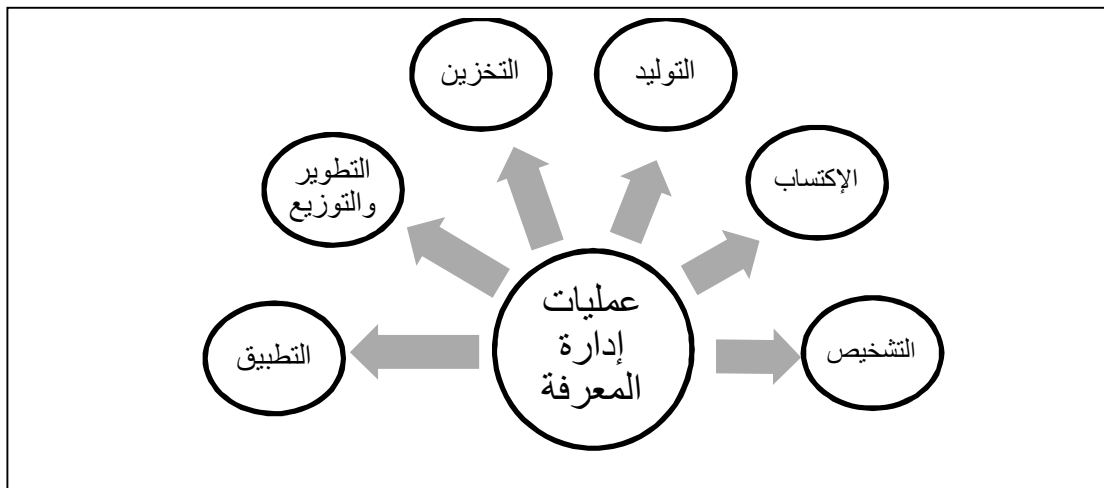 التوليد
التخزين
الإكتساب
التطوير
والتوزيع
التشخيص
التطبيق
عمليات
إدارة
المعرفة